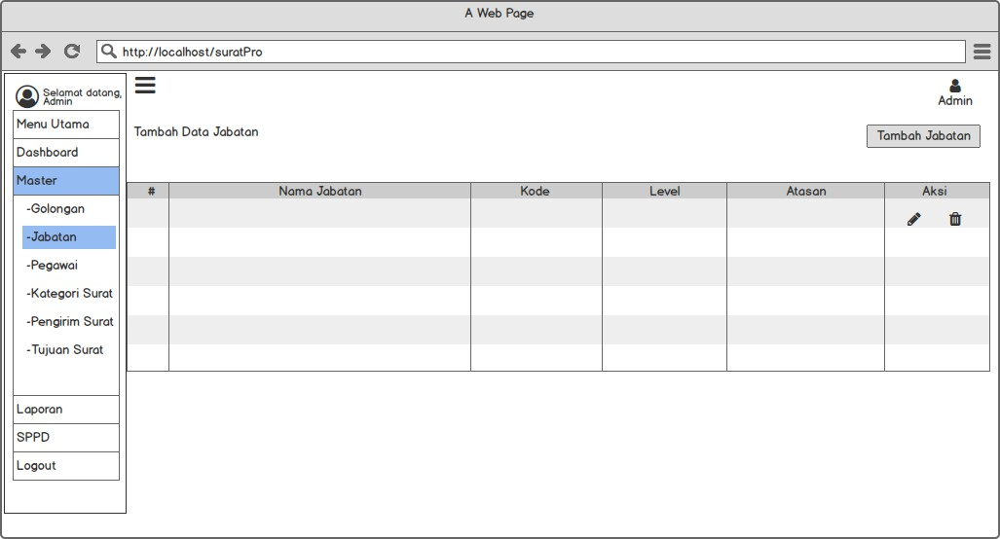 A Web Page
http://localhost/suratPro
Selamat datang,
Admin
Menu Utama
Dashboard
Master
-Golongan
-Jabatan
-Pegawai
-Kategori Surat
-Pengirim Surat
-Tujuan Surat
Laporan
SPPD
Logout
Admin
Tambah Data Jabatan
Tambah Jabatan
# Nama Jabatan Kode Level Atasan Aksi